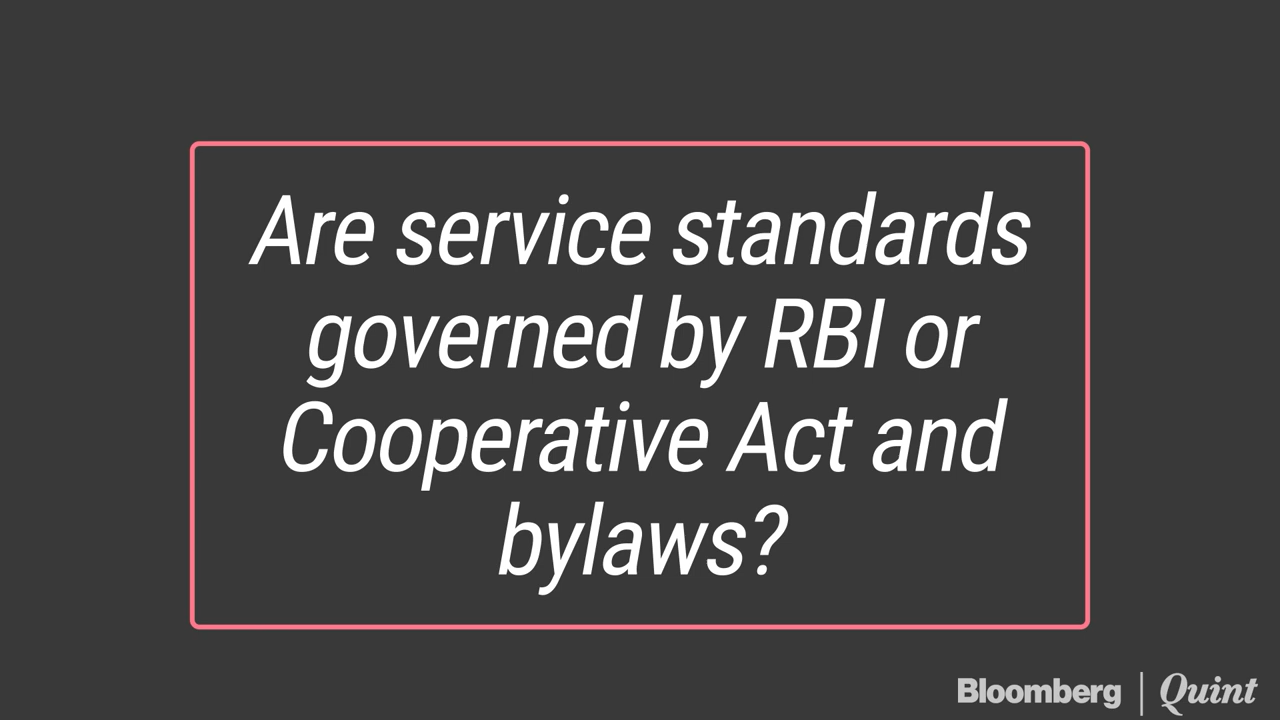 Are service standards
governed by RBI or
Cooperative Act and
bylaws?
Bloomberg | Quint